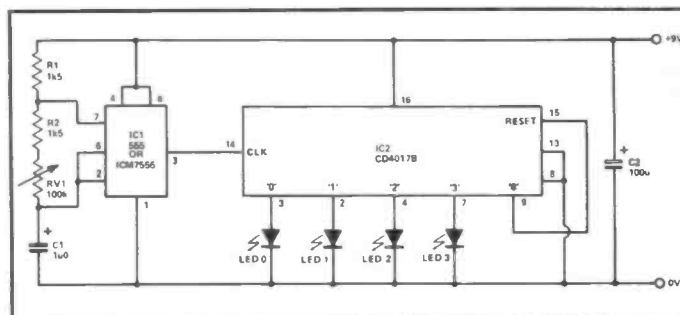 +9V
R1
1k5
4
8
7
16
RESET
15
R2
1k5
IC1
555
OR
ICM7556
6
3
14
CLK
IC2
CD4017B
13
C2
100u
2
RV1
100k
'0'
'1'
'2'
'3'
'8'
8
1
3
2
4
7
9
C1
1u0
LED 0
LED 1
LED 2
LED 3
0V